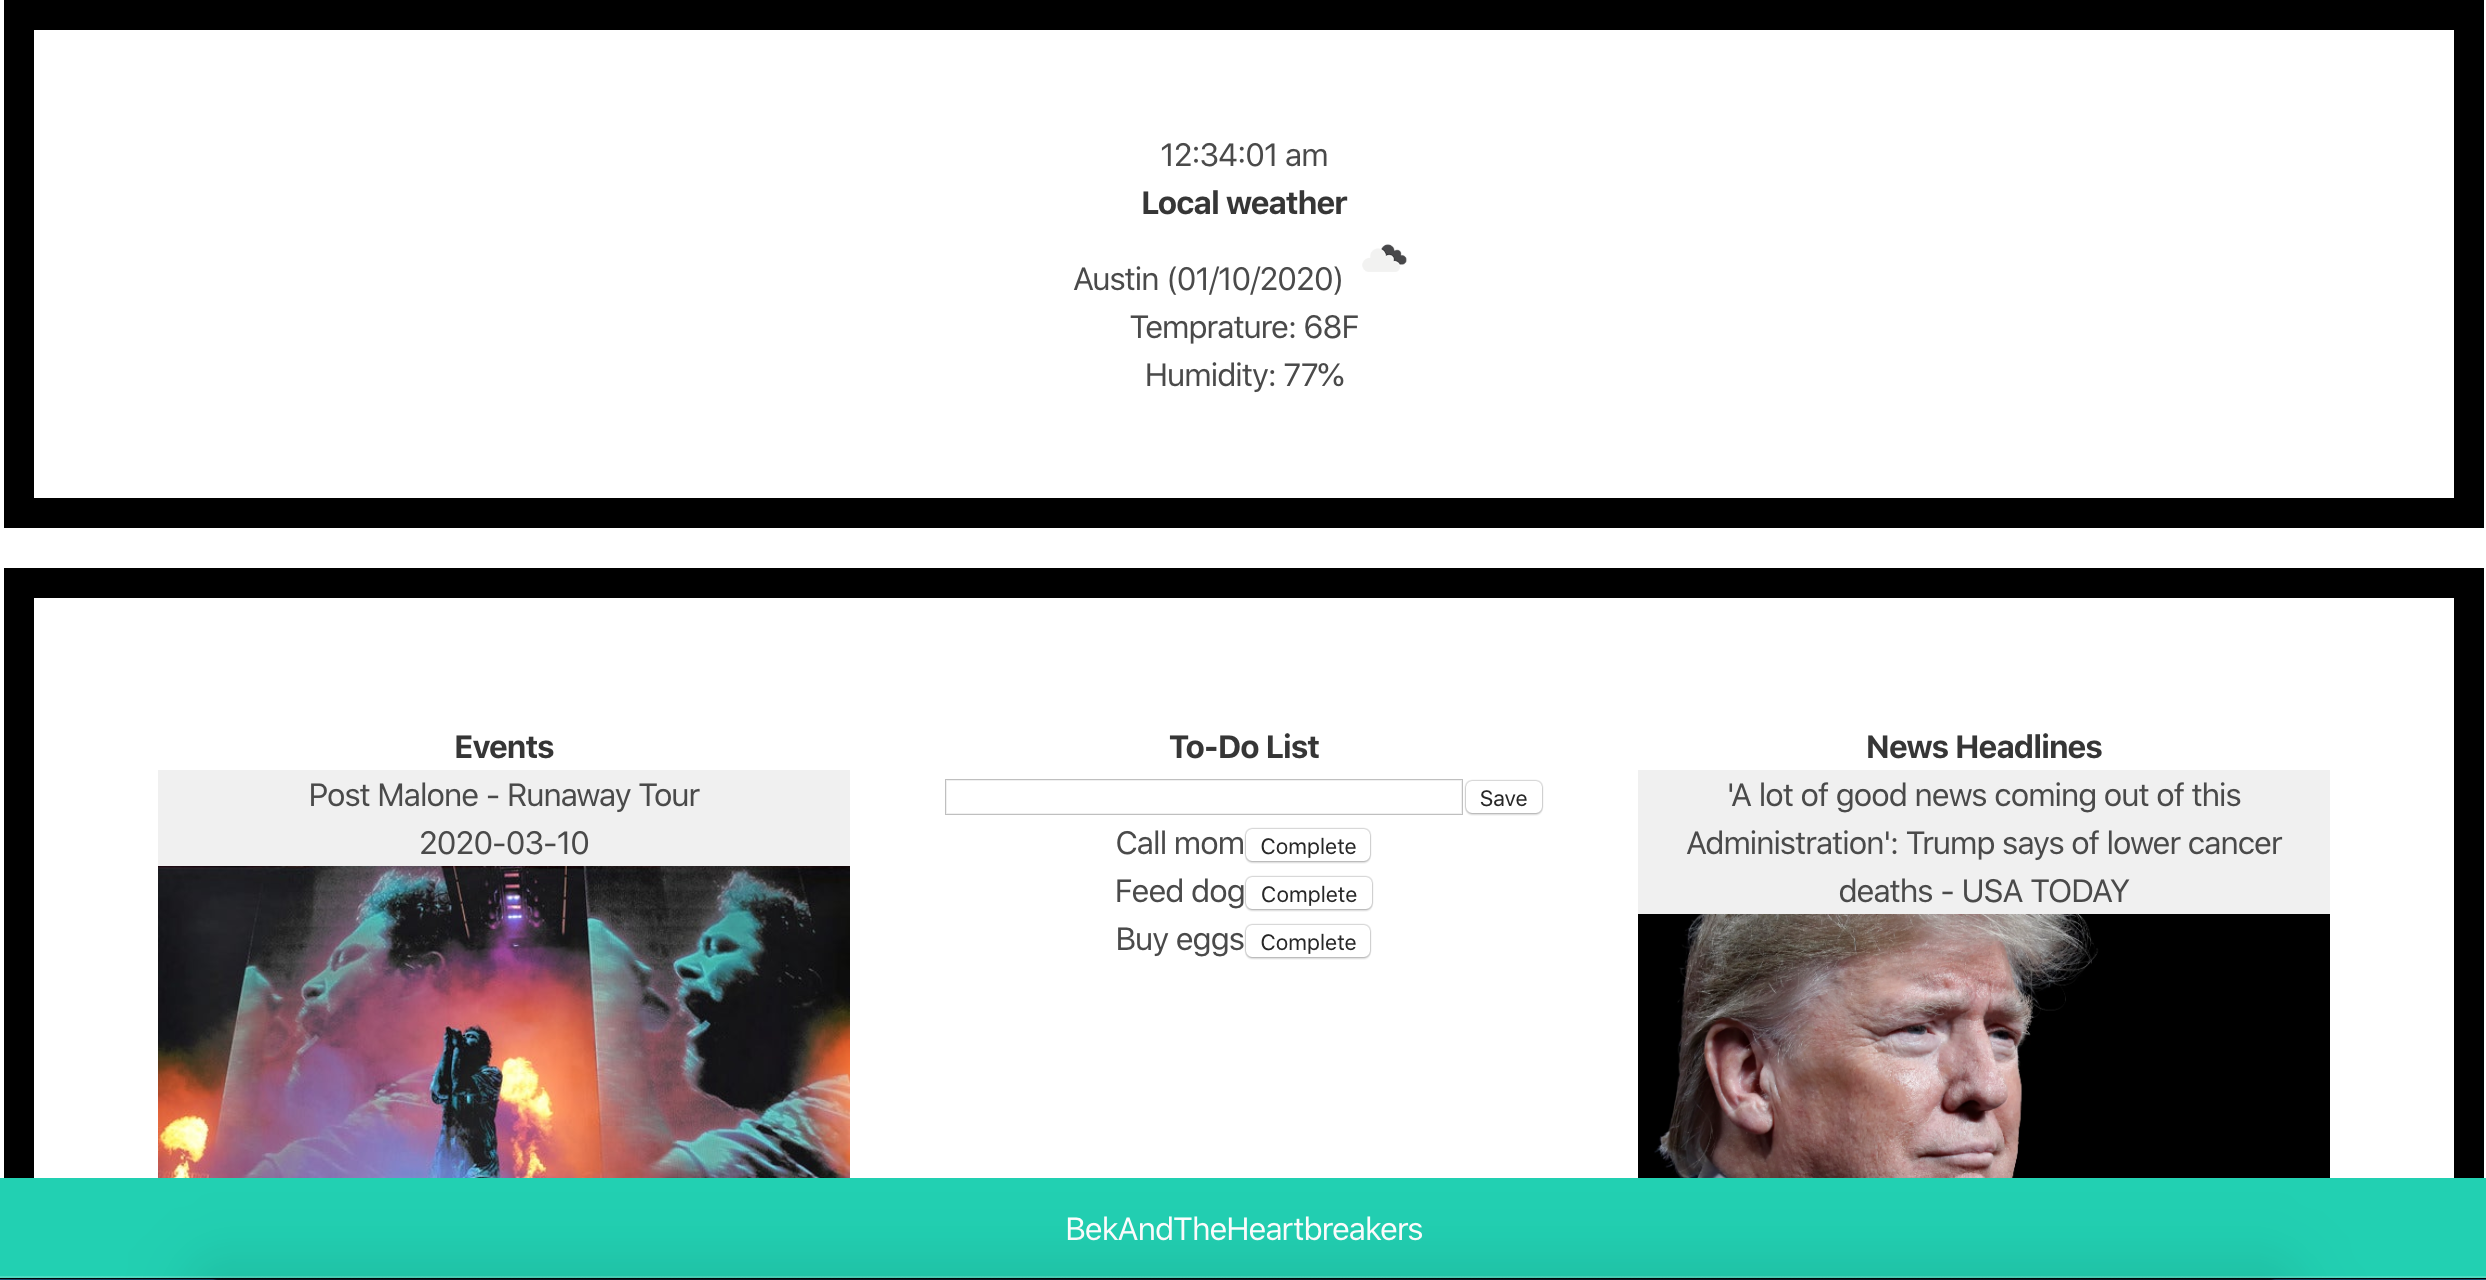 12:34:01 am
Local weather
Austin (01/10/2020)
Temprature: 68F
Humidity: 77%
Events
Post Malone - Runaway Tour
2020-03-10
To-Do List
Save
Call mom Complete
Feed dog Complete
Buy eggs Complete
News Headlines
'A lot of good news coming out of this
Administration': Trump says of lower cancer
deaths - USA TODAY
BekAndTheHeartbreakers